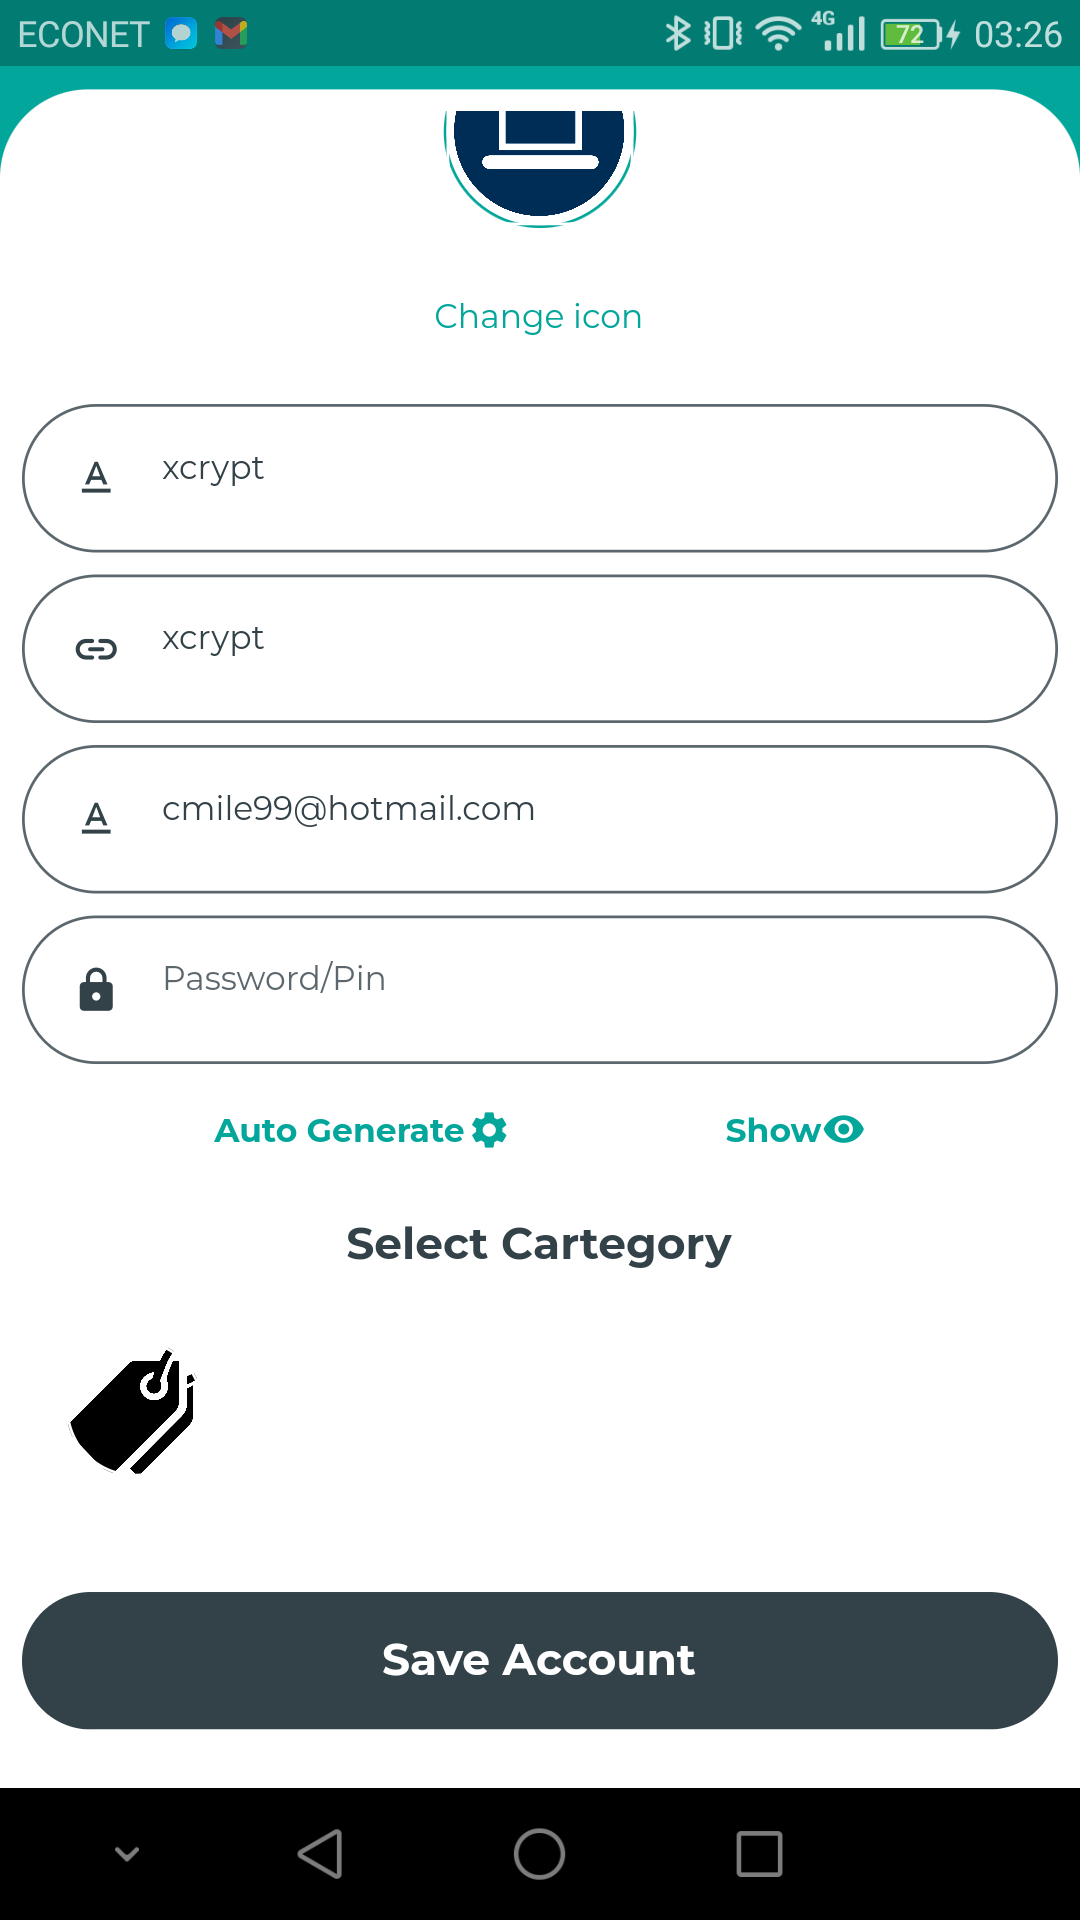 ECONET 4G 72 03:26
Change icon
xcrypt
xcrypt
cmile99@hotmail.com
Password/Pin
Auto Generate Show
Select Cartegory
Save Account